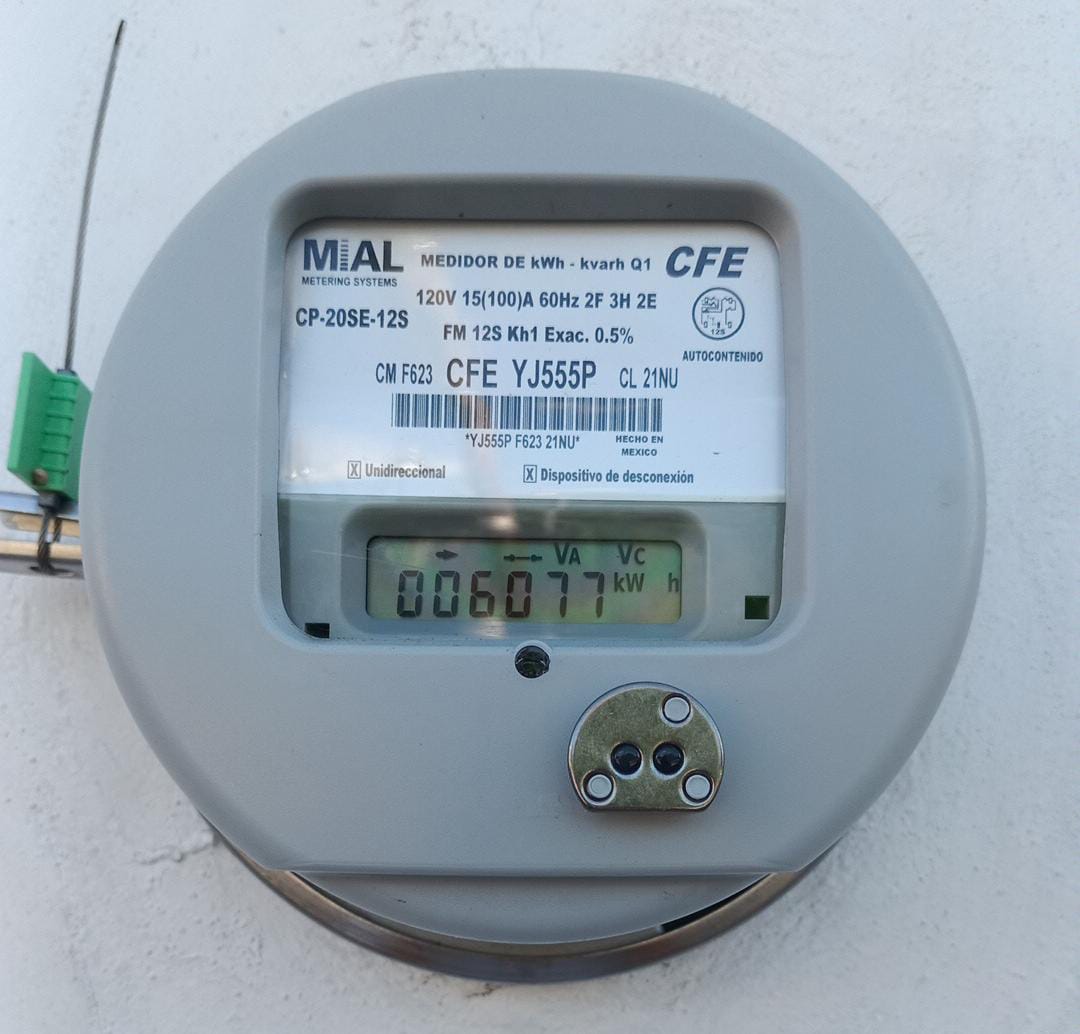 MIAL
METERING SYSTEMS
MEDIDOR DE kWh - kvarh Q1
CFE
120V 15(100)A 60Hz 2F 3H 2E
CP-20SE-12S
FM 12S Kh1 Exac. 0.5%
12S
AUTOCONTENIDO
CM F623 CFE YJ555P CL 21NU
*YJ555P F623 21NU*
HECHO EN
MEXICO
X Unidireccional
X Dispositivo de desconexión
VA VC
006077 kW h